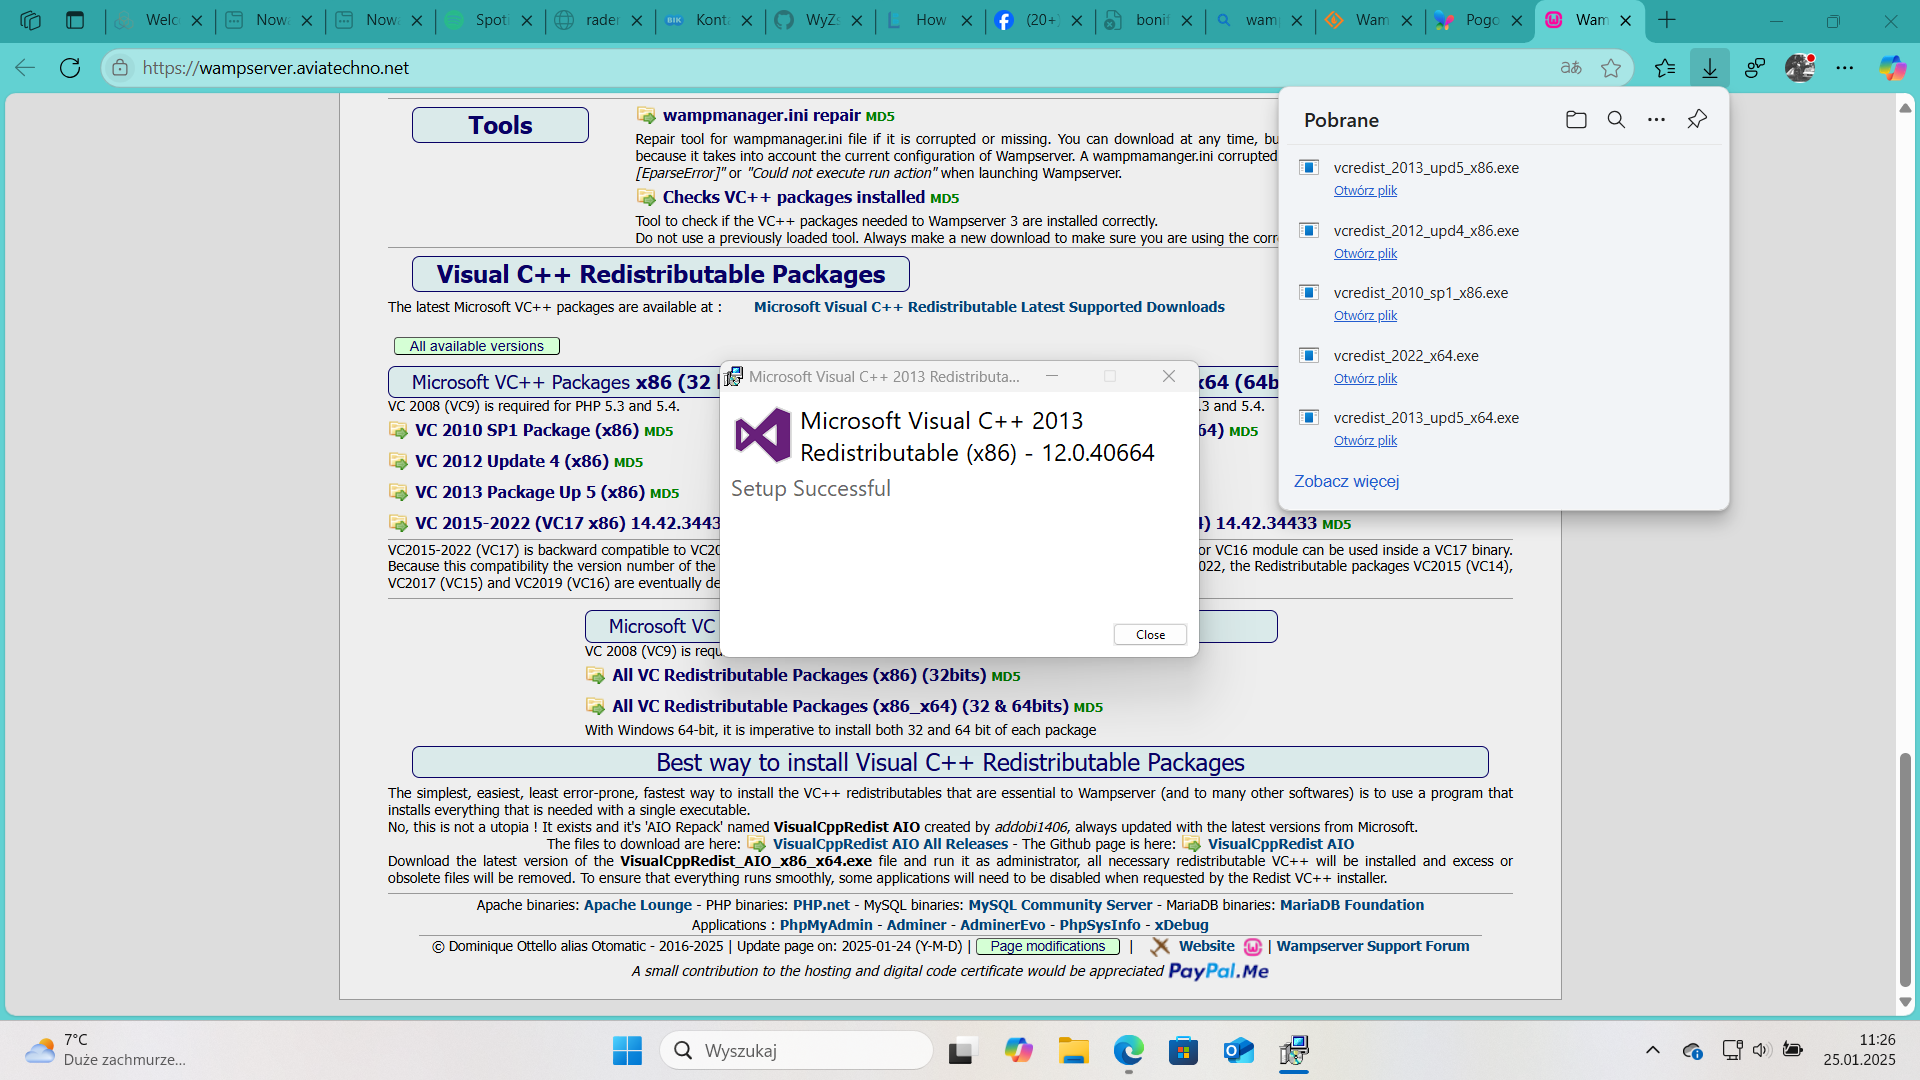 Welc
Nowa
Nowa
Spoti
rader
Konta
WyZs
How
(20+)
bonif
wamp
Wam
Pogo
Wam
https://wampserver.aviatechno.net
Tools
wampmanager.ini repair MD5
Repair tool for wampmanager.ini file if it is corrupted or missing. You can download at any time, bu
because it takes into account the current configuration of Wampserver. A wampmamanger.ini corrupted
[EparseError]" or "Could not execute run action" when launching Wampserver.
Checks VC++ packages installed MD5
Tool to check if the VC++ packages needed to Wampserver 3 are installed correctly.
Do not use a previously loaded tool. Always make a new download to make sure you are using the corr
Visual C++ Redistributable Packages
The latest Microsoft VC++ packages are available at : Microsoft Visual C++ Redistributable Latest Supported Downloads
All available versions
Microsoft VC++ Packages x86 (32 b
x64 (64b
VC 2008 (VC9) is required for PHP 5.3 and 5.4.
.3 and 5.4.
VC 2010 SP1 Package (x86) MD5
64) MD5
VC 2012 Update 4 (x86) MD5
VC 2013 Package Up 5 (x86) MD5
VC 2015-2022 (VC17 x86) 14.42.3443
4) 14.42.34433 MD5
VC2015-2022 (VC17) is backward compatible to VC20
or VC16 module can be used inside a VC17 binary.
Because this compatibility the version number of the
022, the Redistributable packages VC2015 (VC14),
VC2017 (VC15) and VC2019 (VC16) are eventually de
Microsoft VC
VC 2008 (VC9) is requ
All VC Redistributable Packages (x86) (32bits) MD5
All VC Redistributable Packages (x86_x64) (32 & 64bits) MD5
With Windows 64-bit, it is imperative to install both 32 and 64 bit of each package
Best way to install Visual C++ Redistributable Packages
The simplest, easiest, least error-prone, fastest way to install the VC++ redistributables that are essential to Wampserver (and to many other softwares) is to use a program that
installs everything that is needed with a single executable.
No, this is not a utopia ! It exists and it's 'AIO Repack' named VisualCppRedist AIO created by addobi1406, always updated with the latest versions from Microsoft.
The files to download are here: VisualCppRedist AIO All Releases - The Github page is here: VisualCppRedist AIO
Download the latest version of the VisualCppRedist_AIO_x86_x64.exe file and run it as administrator, all necessary redistributable VC++ will be installed and excess or
obsolete files will be removed. To ensure that everything runs smoothly, some applications will need to be disabled when requested by the Redist VC++ installer.
Apache binaries: Apache Lounge - PHP binaries: PHP.net - MySQL binaries: MySQL Community Server - MariaDB binaries: MariaDB Foundation
Applications : PhpMyAdmin - Adminer - AdminerEvo - PhpSysInfo - xDebug
© Dominique Ottello alias Otomatic - 2016-2025 | Update page on: 2025-01-24 (Y-M-D) | Page modifications | Website | Wampserver Support Forum
A small contribution to the hosting and digital code certificate would be appreciated PayPal.Me
Microsoft Visual C++ 2013 Redistributa...
Microsoft Visual C++ 2013
Redistributable (x86) - 12.0.40664
Setup Successful
Close
Pobrane
vcredist_2013_upd5_x86.exe
Otwórz plik
vcredist_2012_upd4_x86.exe
Otwórz plik
vcredist_2010_sp1_x86.exe
Otwórz plik
vcredist_2022_x64.exe
Otwórz plik
vcredist_2013_upd5_x64.exe
Otwórz plik
Zobacz więcej
7°C
Duże zachmurze...
Wyszukaj
11:26
25.01.2025